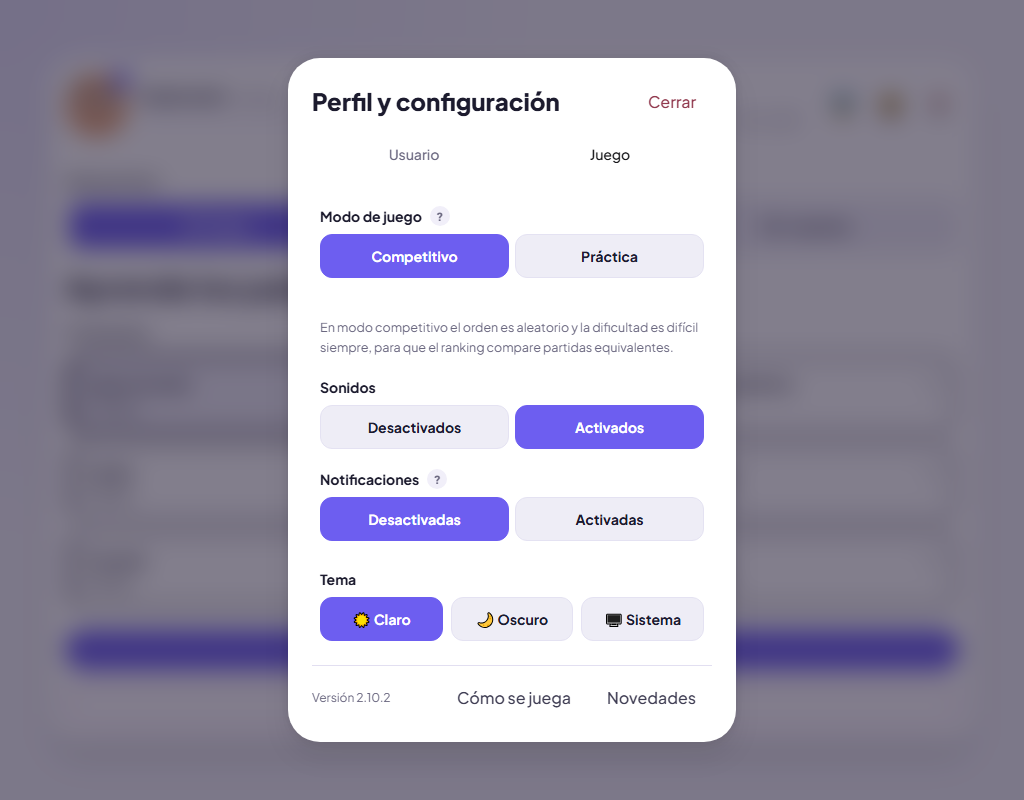 Perfil y configuración
Cerrar
Usuario
Juego
Modo de juego ?
Competitivo
Práctica
En modo competitivo el orden es aleatorio y la dificultad es difícil
siempre, para que el ranking compare partidas equivalentes.
Sonidos
Desactivados
Activados
Notificaciones ?
Desactivadas
Activadas
Tema
Claro
Oscuro
Sistema
Versión 2.10.2
Cómo se juega
Novedades